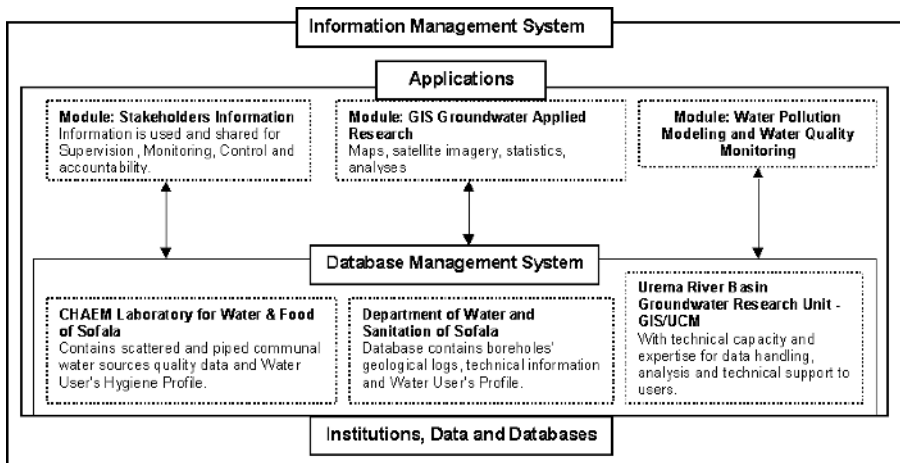 Information Management System
Applications
Module: Stakeholders Information
Information is used and shared for
Supervision, Monitoring, Control and
accountability.
Module: GIS Groundwater Applied
Research
Maps, satellite imagery, statistics,
analyses
Module: Water Pollution
Modeling and Water Quality
Monitoring
Database Management System
CHAEM Laboratory for Water & Food
of Sofala
Contains scattered and piped communal
water sources quality data and Water
User's Hygiene Profile.
Department of Water and
Sanitation of Sofala
Database contains boreholes'
geological logs, technical information
and Water User's Profile.
Urema River Basin
Groundwater Research Unit -
GIS/UCM
With technical capacity and
expertise for data handling,
analysis and technical support to
users.
Institutions, Data and Databases